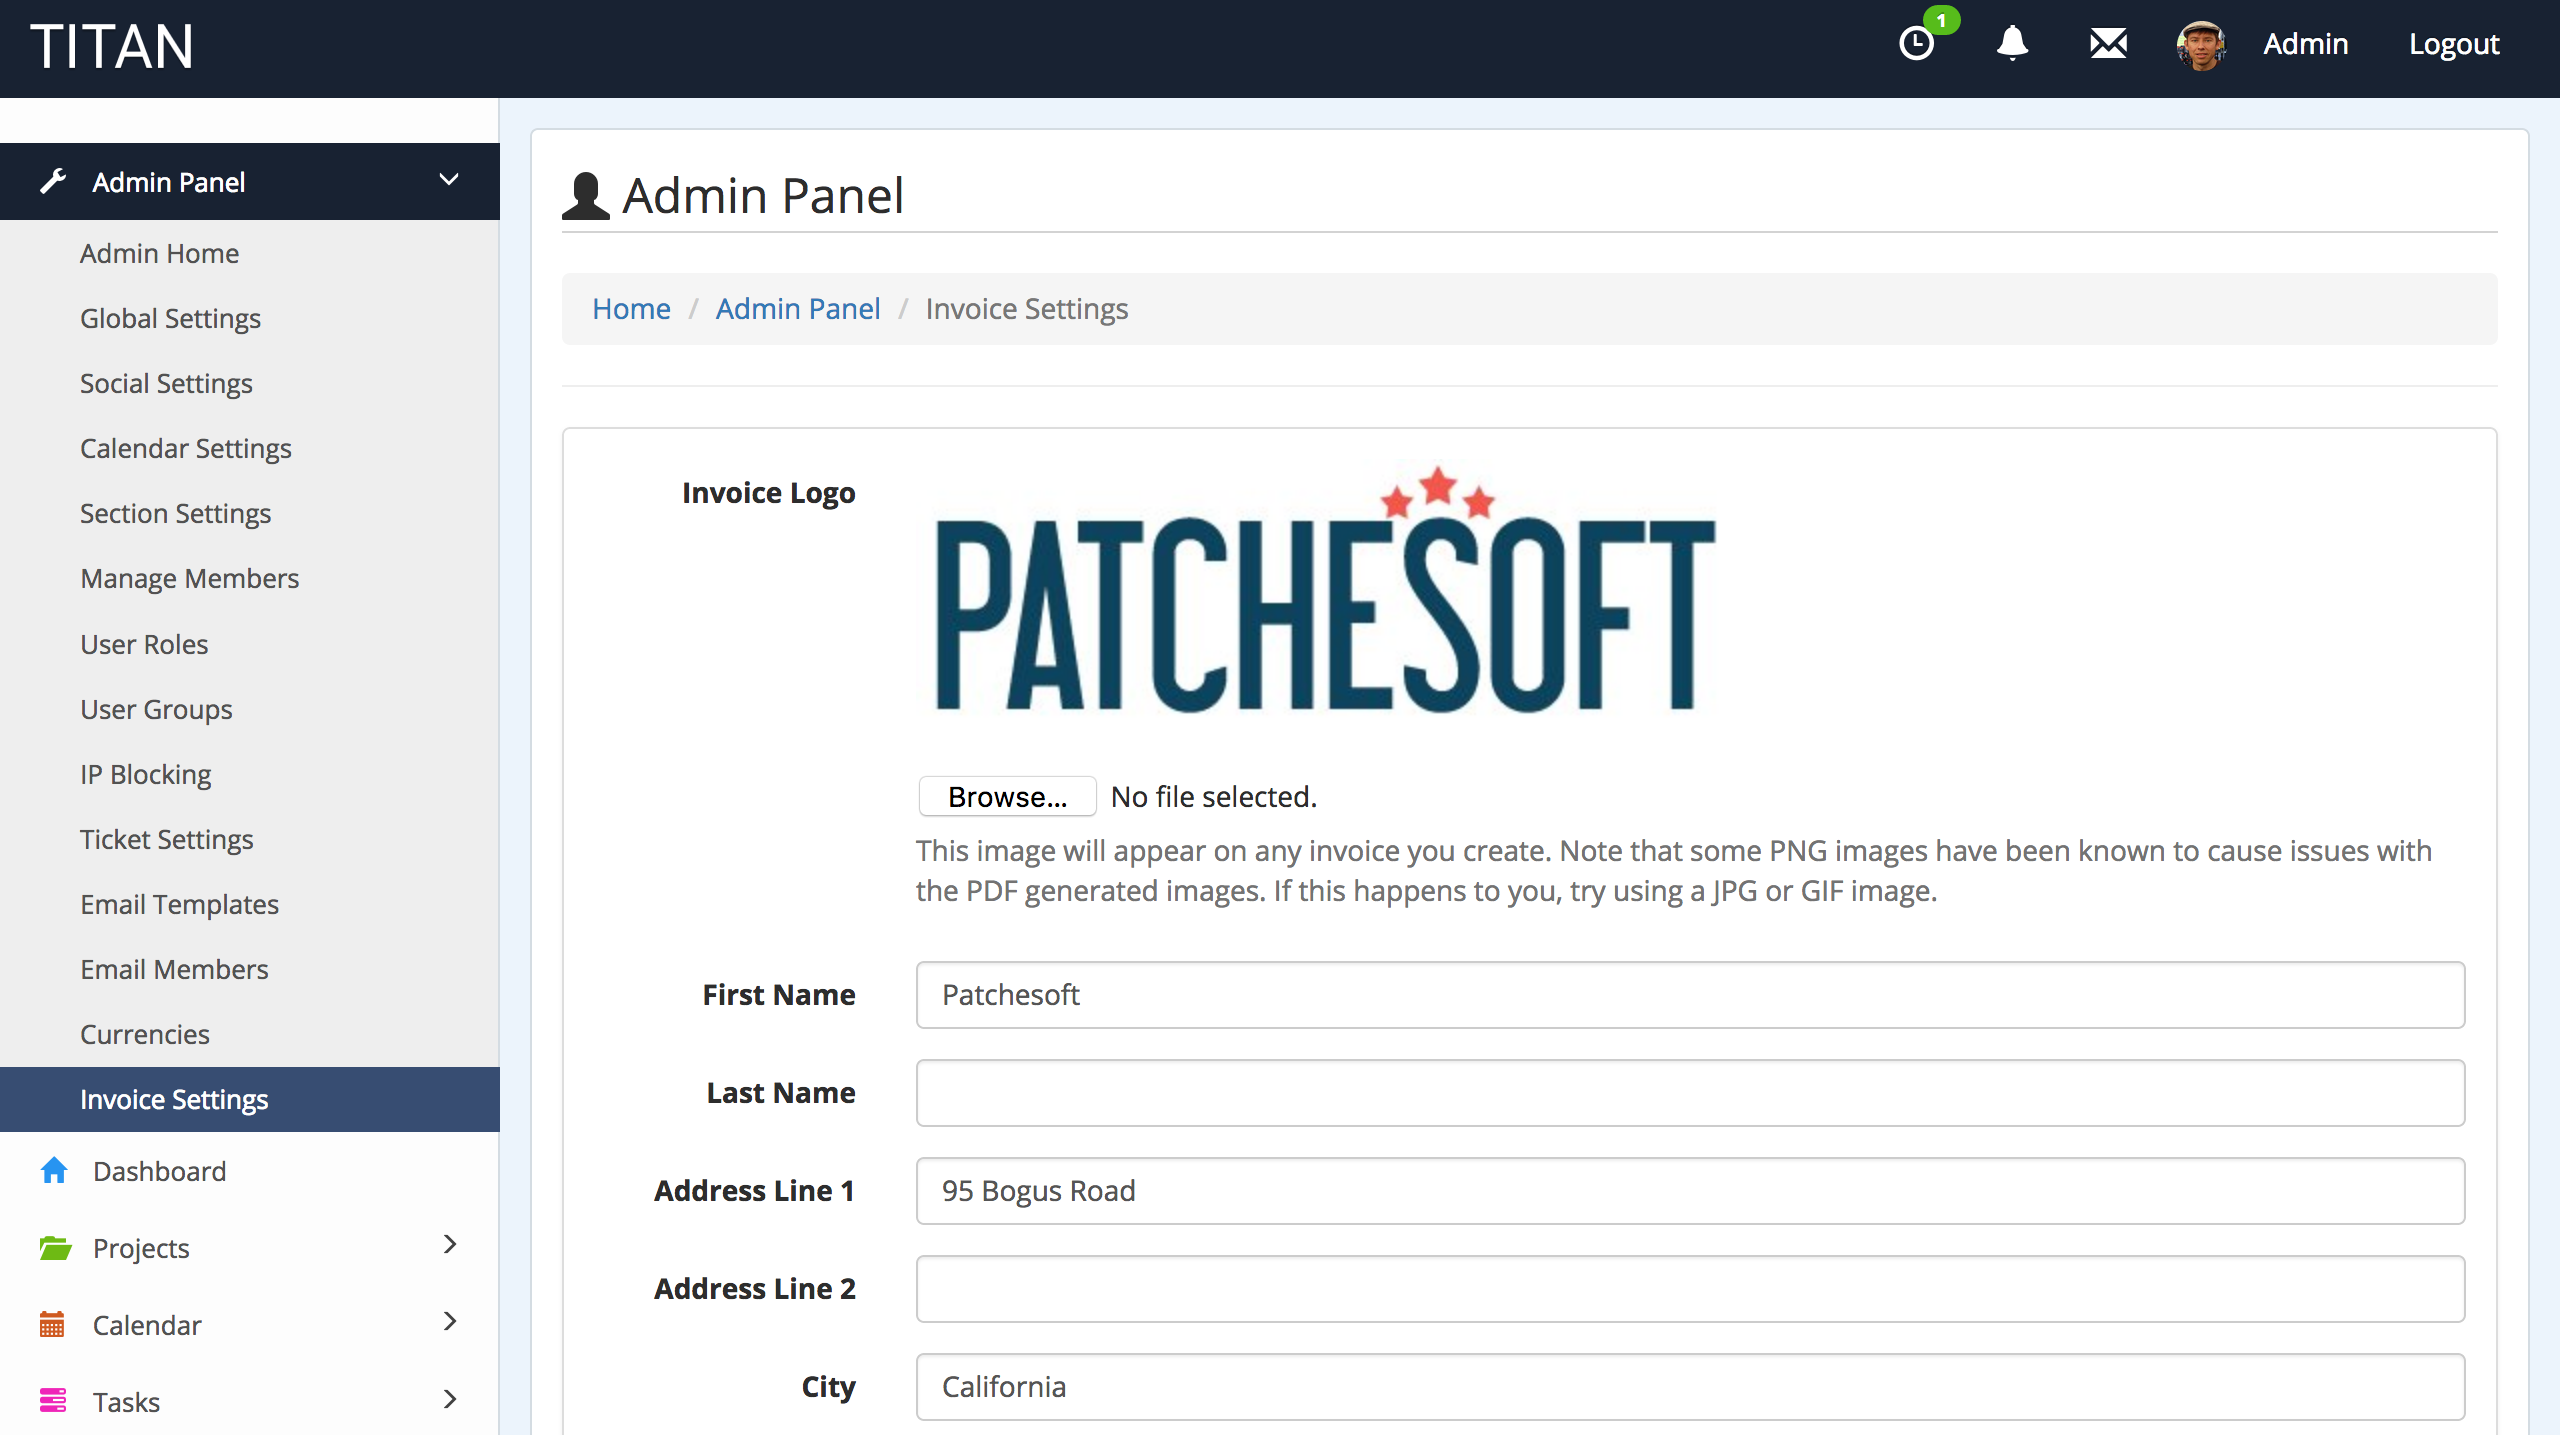 TITAN
1
Admin
Logout
Admin Panel
Admin Home
Global Settings
Social Settings
Calendar Settings
Section Settings
Manage Members
User Roles
User Groups
IP Blocking
Ticket Settings
Email Templates
Email Members
Currencies
Invoice Settings
Dashboard
Projects
Calendar
Tasks
Admin Panel
Home / Admin Panel / Invoice Settings
Invoice Logo
PATCHESOFT
Browse... No file selected.
This image will appear on any invoice you create. Note that some PNG images have been known to cause issues with
the PDF generated images. If this happens to you, try using a JPG or GIF image.
First Name
Patchesoft
Last Name
Address Line 1
95 Bogus Road
Address Line 2
City
California